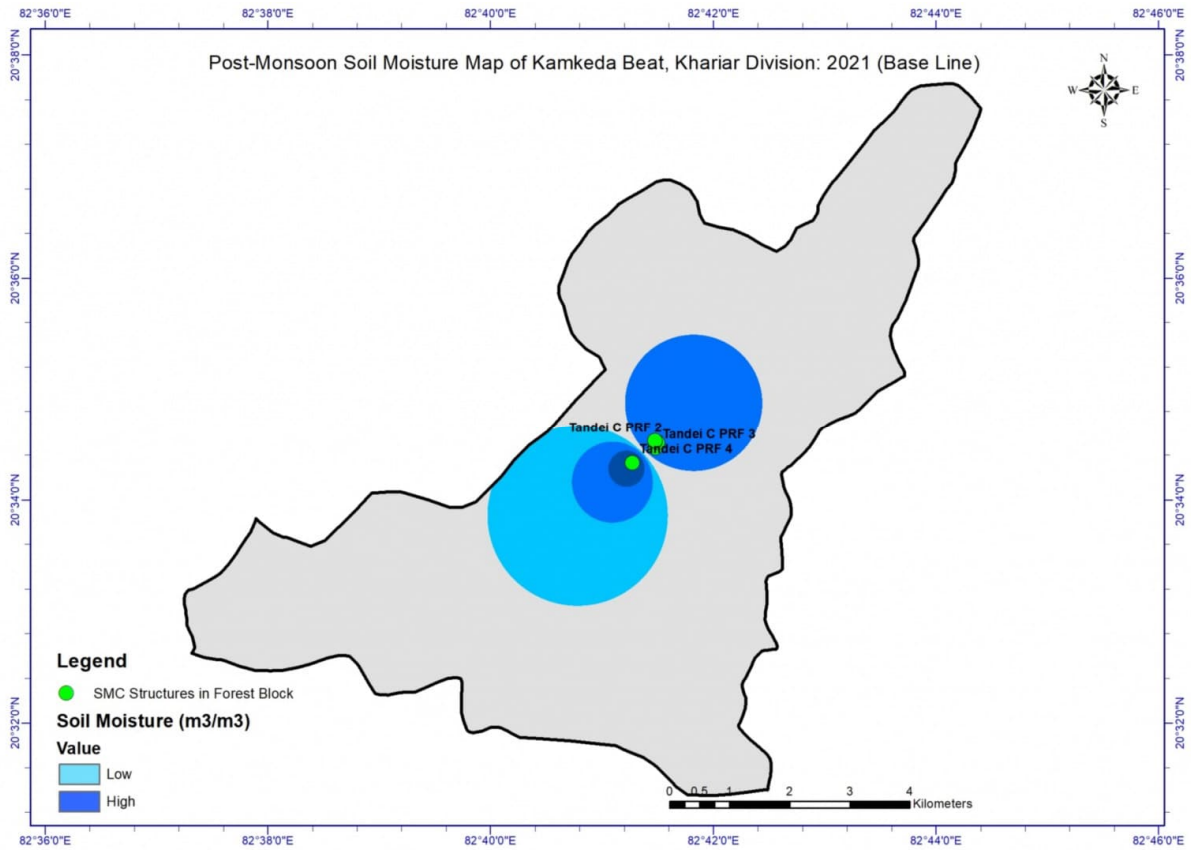 82°36'0"E 82°38'0"E 82°40'0"E 82°42'0"E 82°44'0"E 82°46'0"E
20°38'0"N 20°38'0"N
Post-Monsoon Soil Moisture Map of Kamkeda Beat, Khariar Division: 2021 (Base Line)
N
W E
S
20°36'0"N 20°36'0"N
Tandei C PRF 2
Tandei C PRF 3
Tandei C PRF 4
20°34'0"N 20°34'0"N
Legend
SMC Structures in Forest Block
Soil Moisture (m3/m3)
Value
Low
High
20°32'0"N 20°32'0"N
0 0.5 1 2 3 4
Kilometers
82°36'0"E 82°38'0"E 82°40'0"E 82°42'0"E 82°44'0"E 82°46'0"E